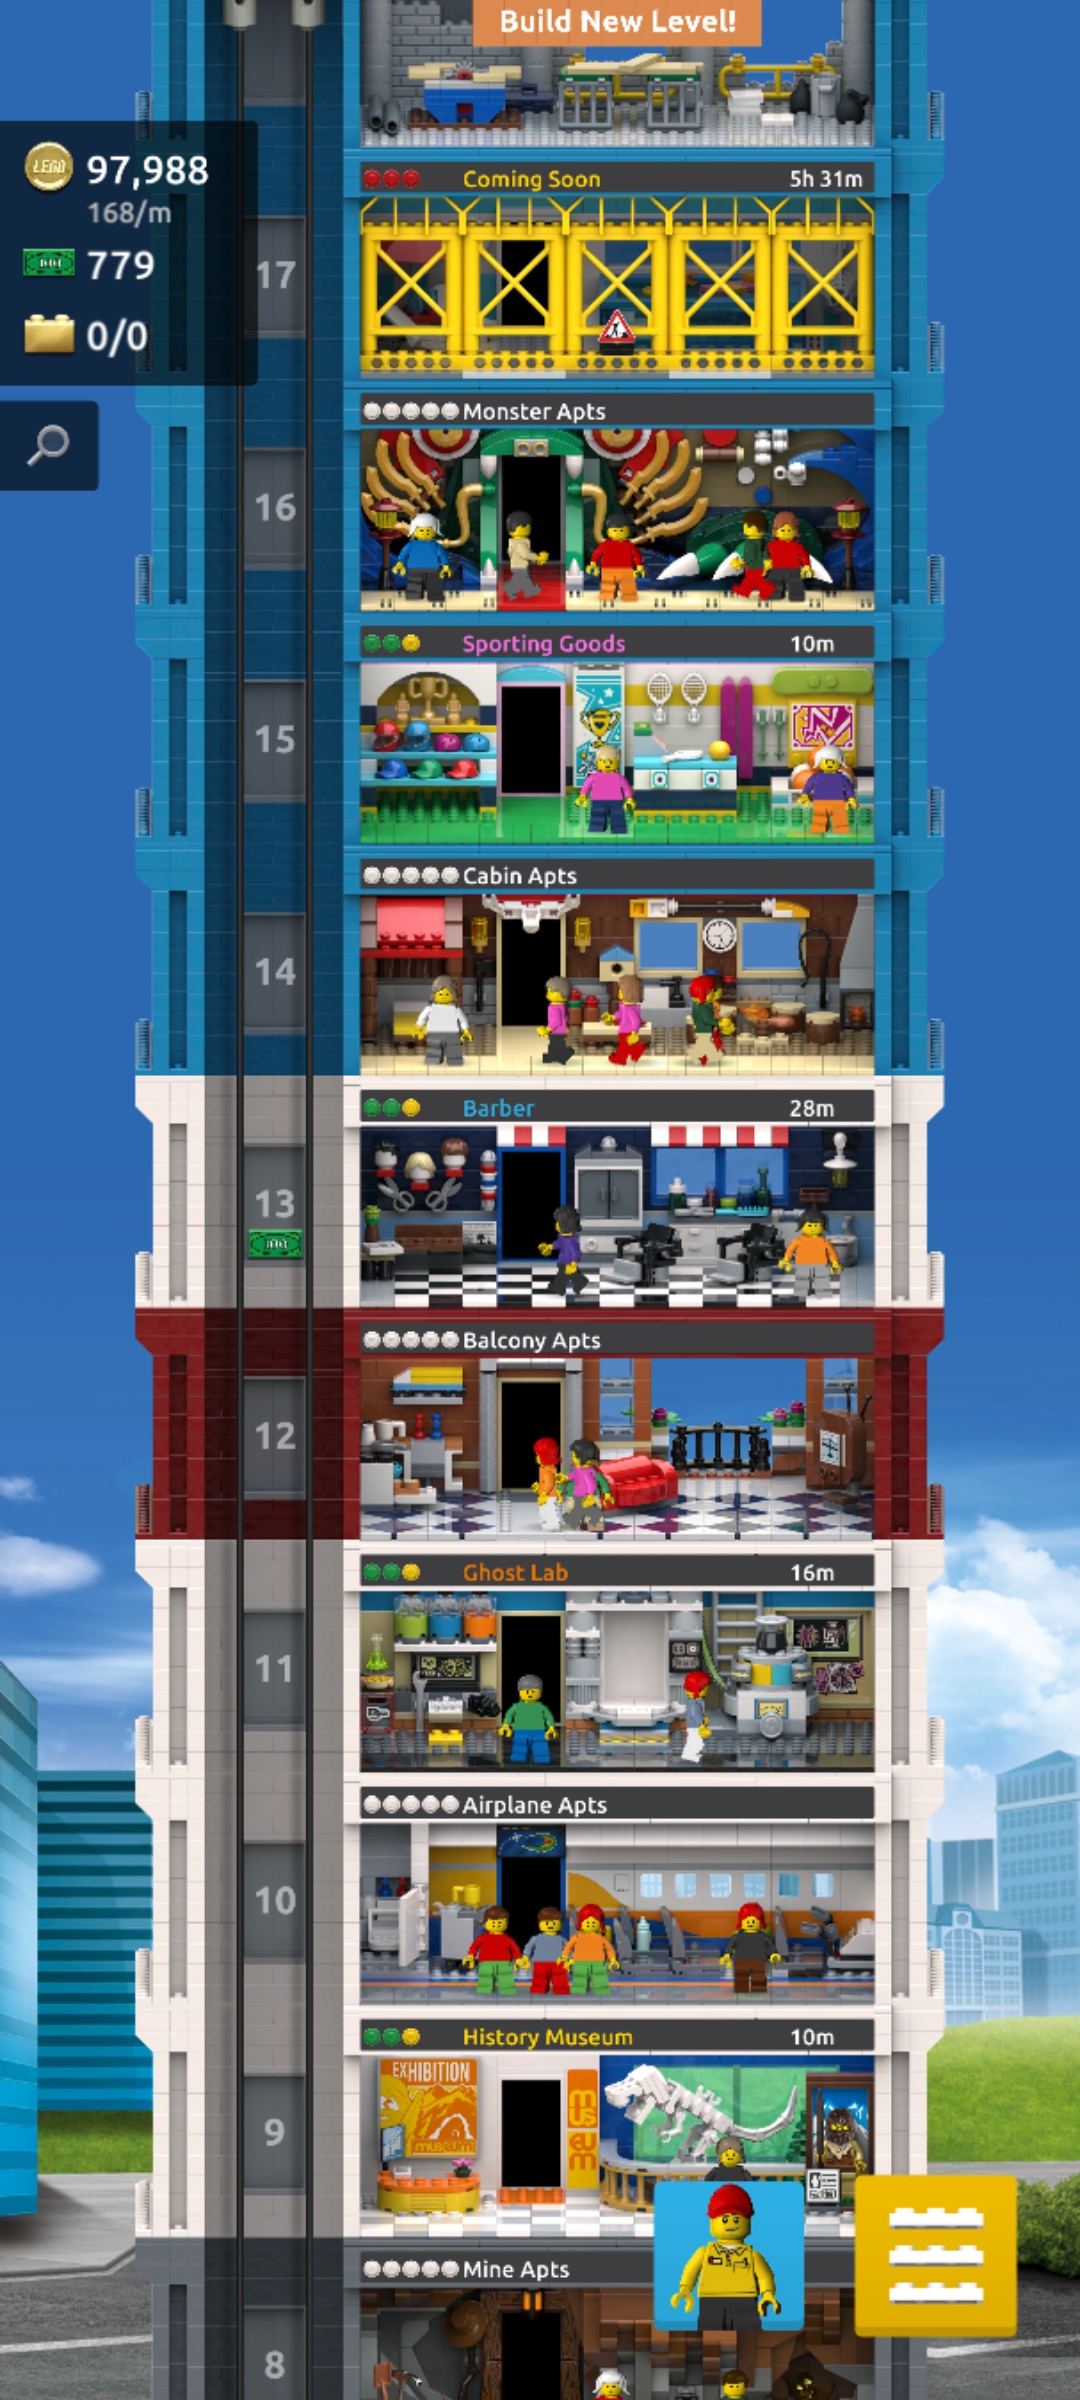 Build New Level!
LEGO 97,988
168/m
779
0/0
Coming Soon 5h 31m
17
Monster Apts
16
Sporting Goods 10m
15
Cabin Apts
14
Barber 28m
13
Balcony Apts
12
Ghost Lab 16m
11
Airplane Apts
10
History Museum 10m
EXHIBITION
museum
mus
eum
9
Mine Apts
8